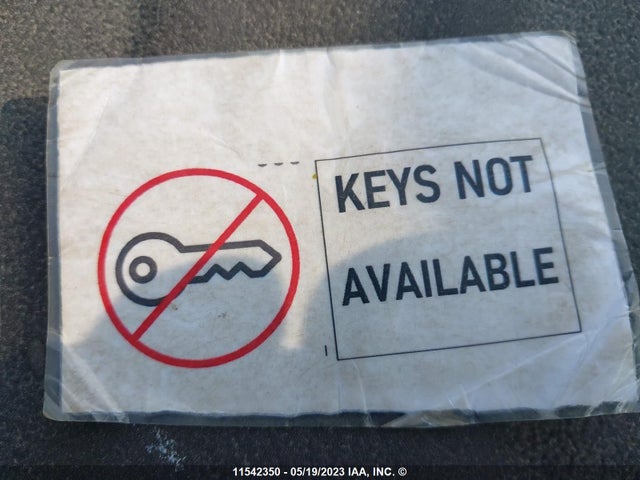 KEYS NOT
AVAILABLE
11542350 - 05/19/2023 IAA, INC. ©